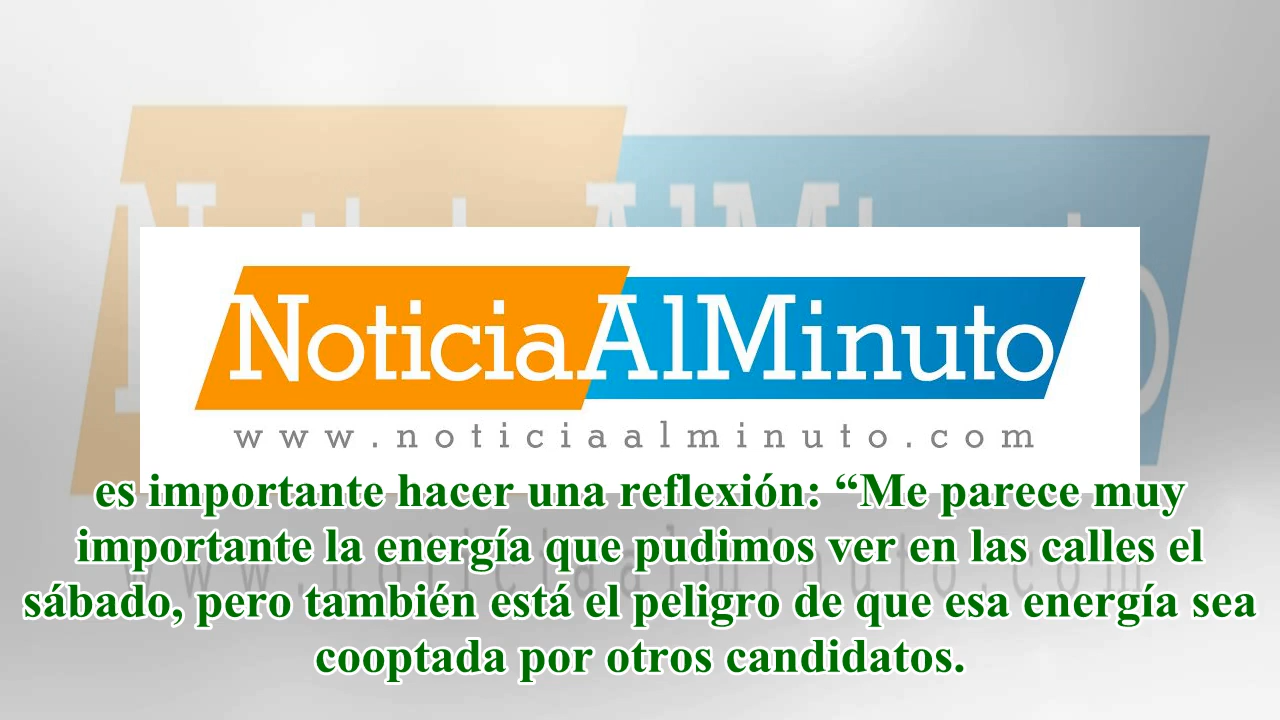 NoticiaAlMinuto
www.noticiaalminuto.com
es importante hacer una reflexión: “Me parece muy
importante la energía que pudimos ver en las calles el
sábado, pero también está el peligro de que esa energía sea
cooptada por otros candidatos.